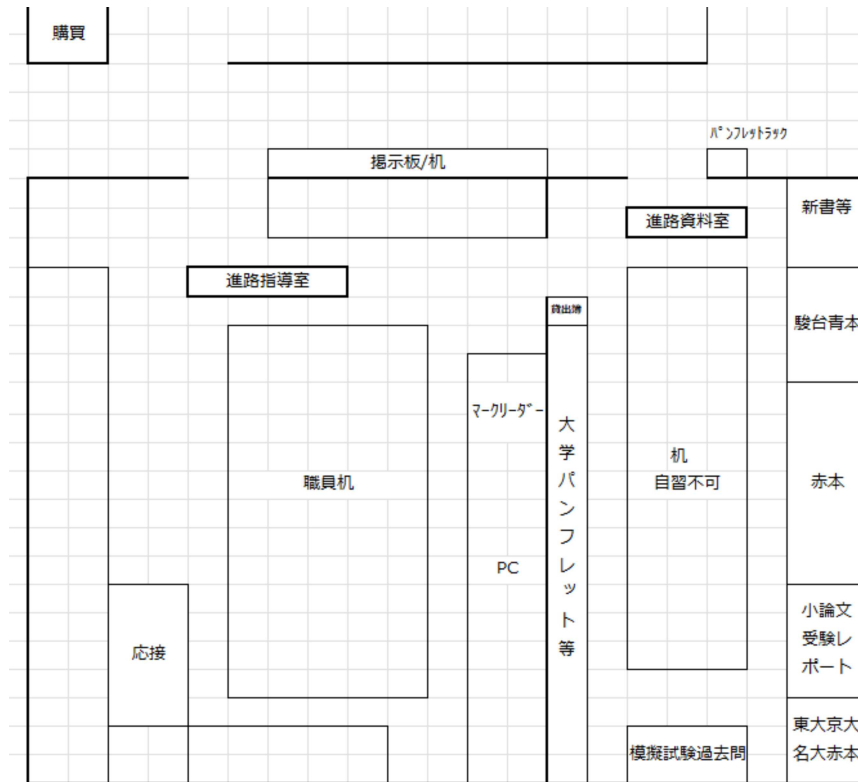 購買
ﾊﾟﾝﾌﾚｯﾄﾗｯｸ
掲示板/机
新書等
進路資料室
進路指導室
貸出簿
駿台青本
ﾏｰｸﾘｰﾀﾞｰ
大学パンフレット等
机
自習不可
職員机
赤本
PC
小論文
受験レ
ポート
応接
東大京大
名大赤本
模擬試験過去問